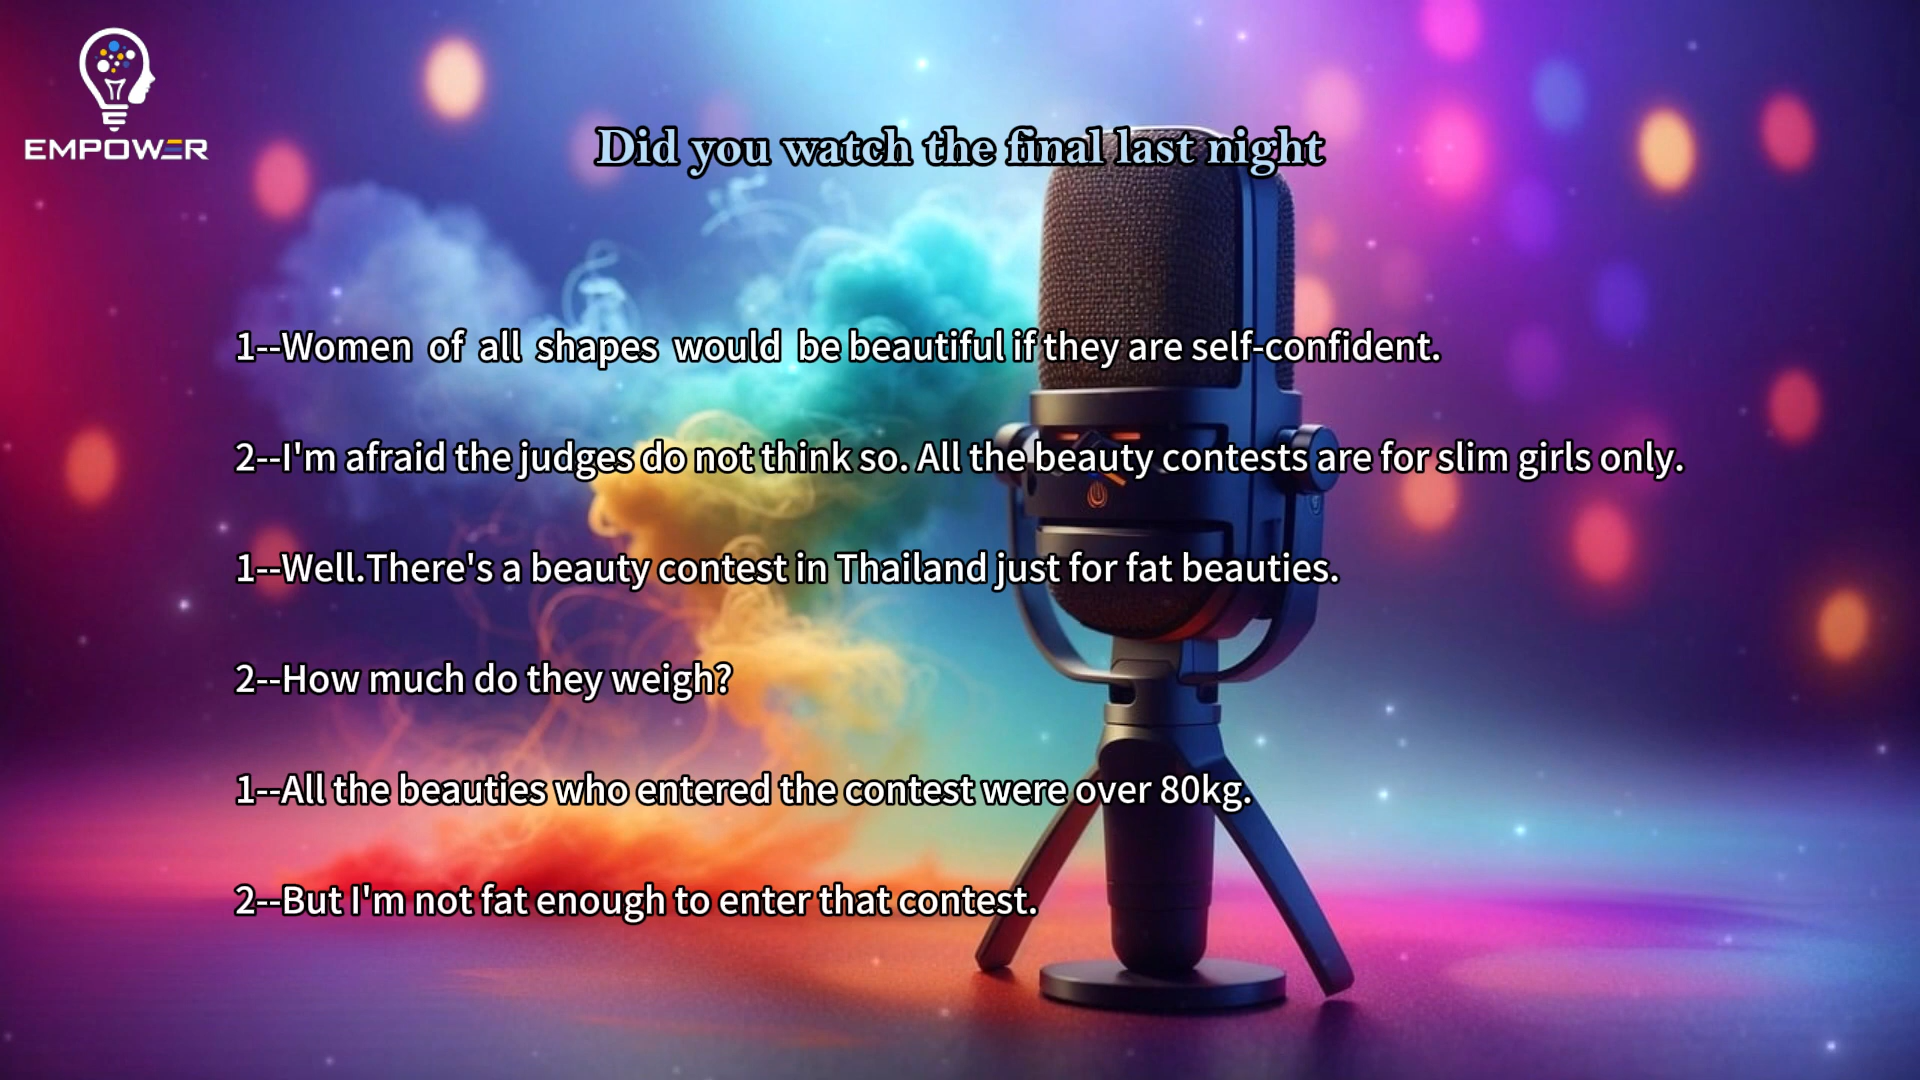 EMPOWER
Did you watch the final last night
1--Women of all shapes would be beautiful if they are self-confident.
2--I'm afraid the judges do not think so. All the beauty contests are for slim girls only.
1--Well.There's a beauty contest in Thailand just for fat beauties.
2--How much do they weigh?
1--All the beauties who entered the contest were over 80kg.
2--But I'm not fat enough to enter that contest.